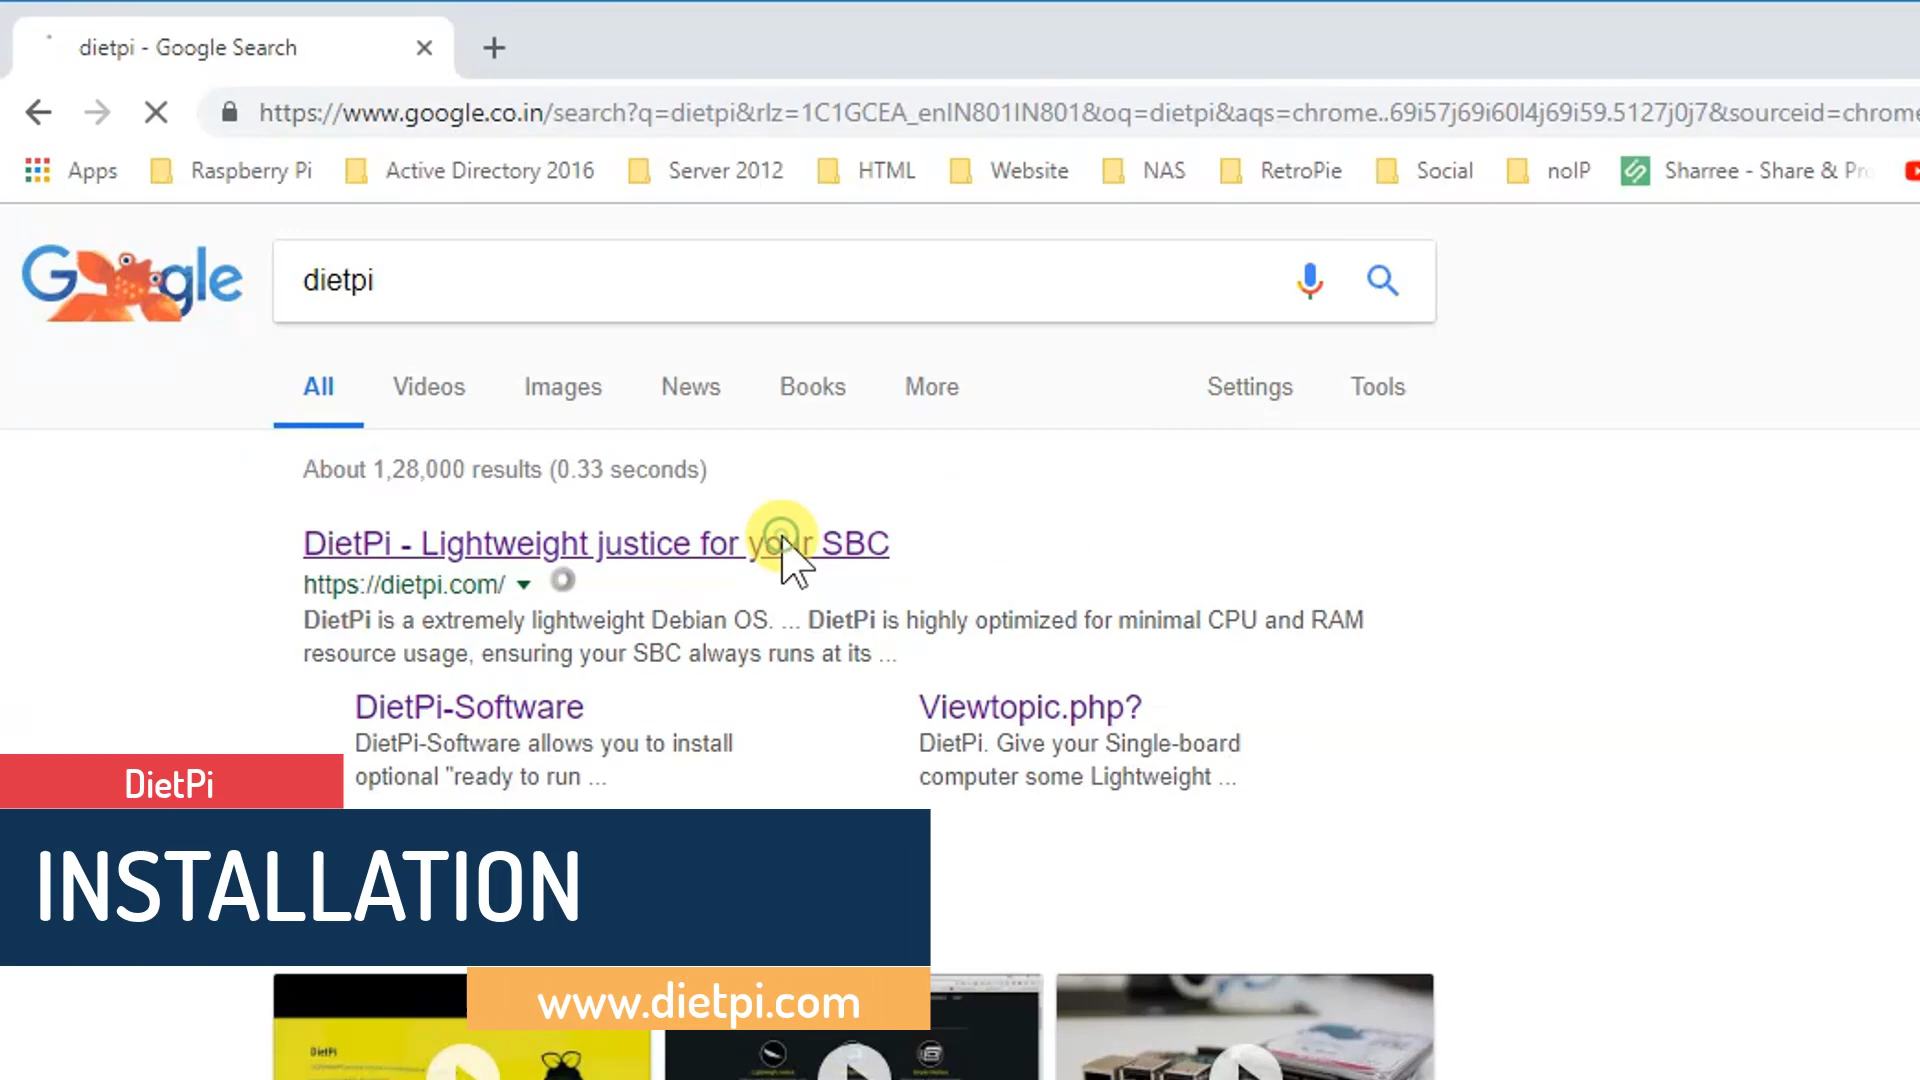 dietpi - Google Search
https://www.google.co.in/search?q=dietpi&rlz=1C1GCEA_enIN801IN801&oq=dietpi&aqs=chrome..69i57j69i60l4j69i59.5127j0j7&sourceid=chrome
Apps Raspberry Pi Active Directory 2016 Server 2012 HTML Website NAS RetroPie Social noIP Sharree - Share & Pro
Google
dietpi
All Videos Images News Books More Settings Tools
About 1,28,000 results (0.33 seconds)
DietPi - Lightweight justice for your SBC
https://dietpi.com/
DietPi is a extremely lightweight Debian OS. ... DietPi is highly optimized for minimal CPU and RAM
resource usage, ensuring your SBC always runs at its ...
DietPi-Software
DietPi-Software allows you to install
optional "ready to run ...
Viewtopic.php?
DietPi. Give your Single-board
computer some Lightweight ...
DietPi
INSTALLATION
www.dietpi.com
DietPi